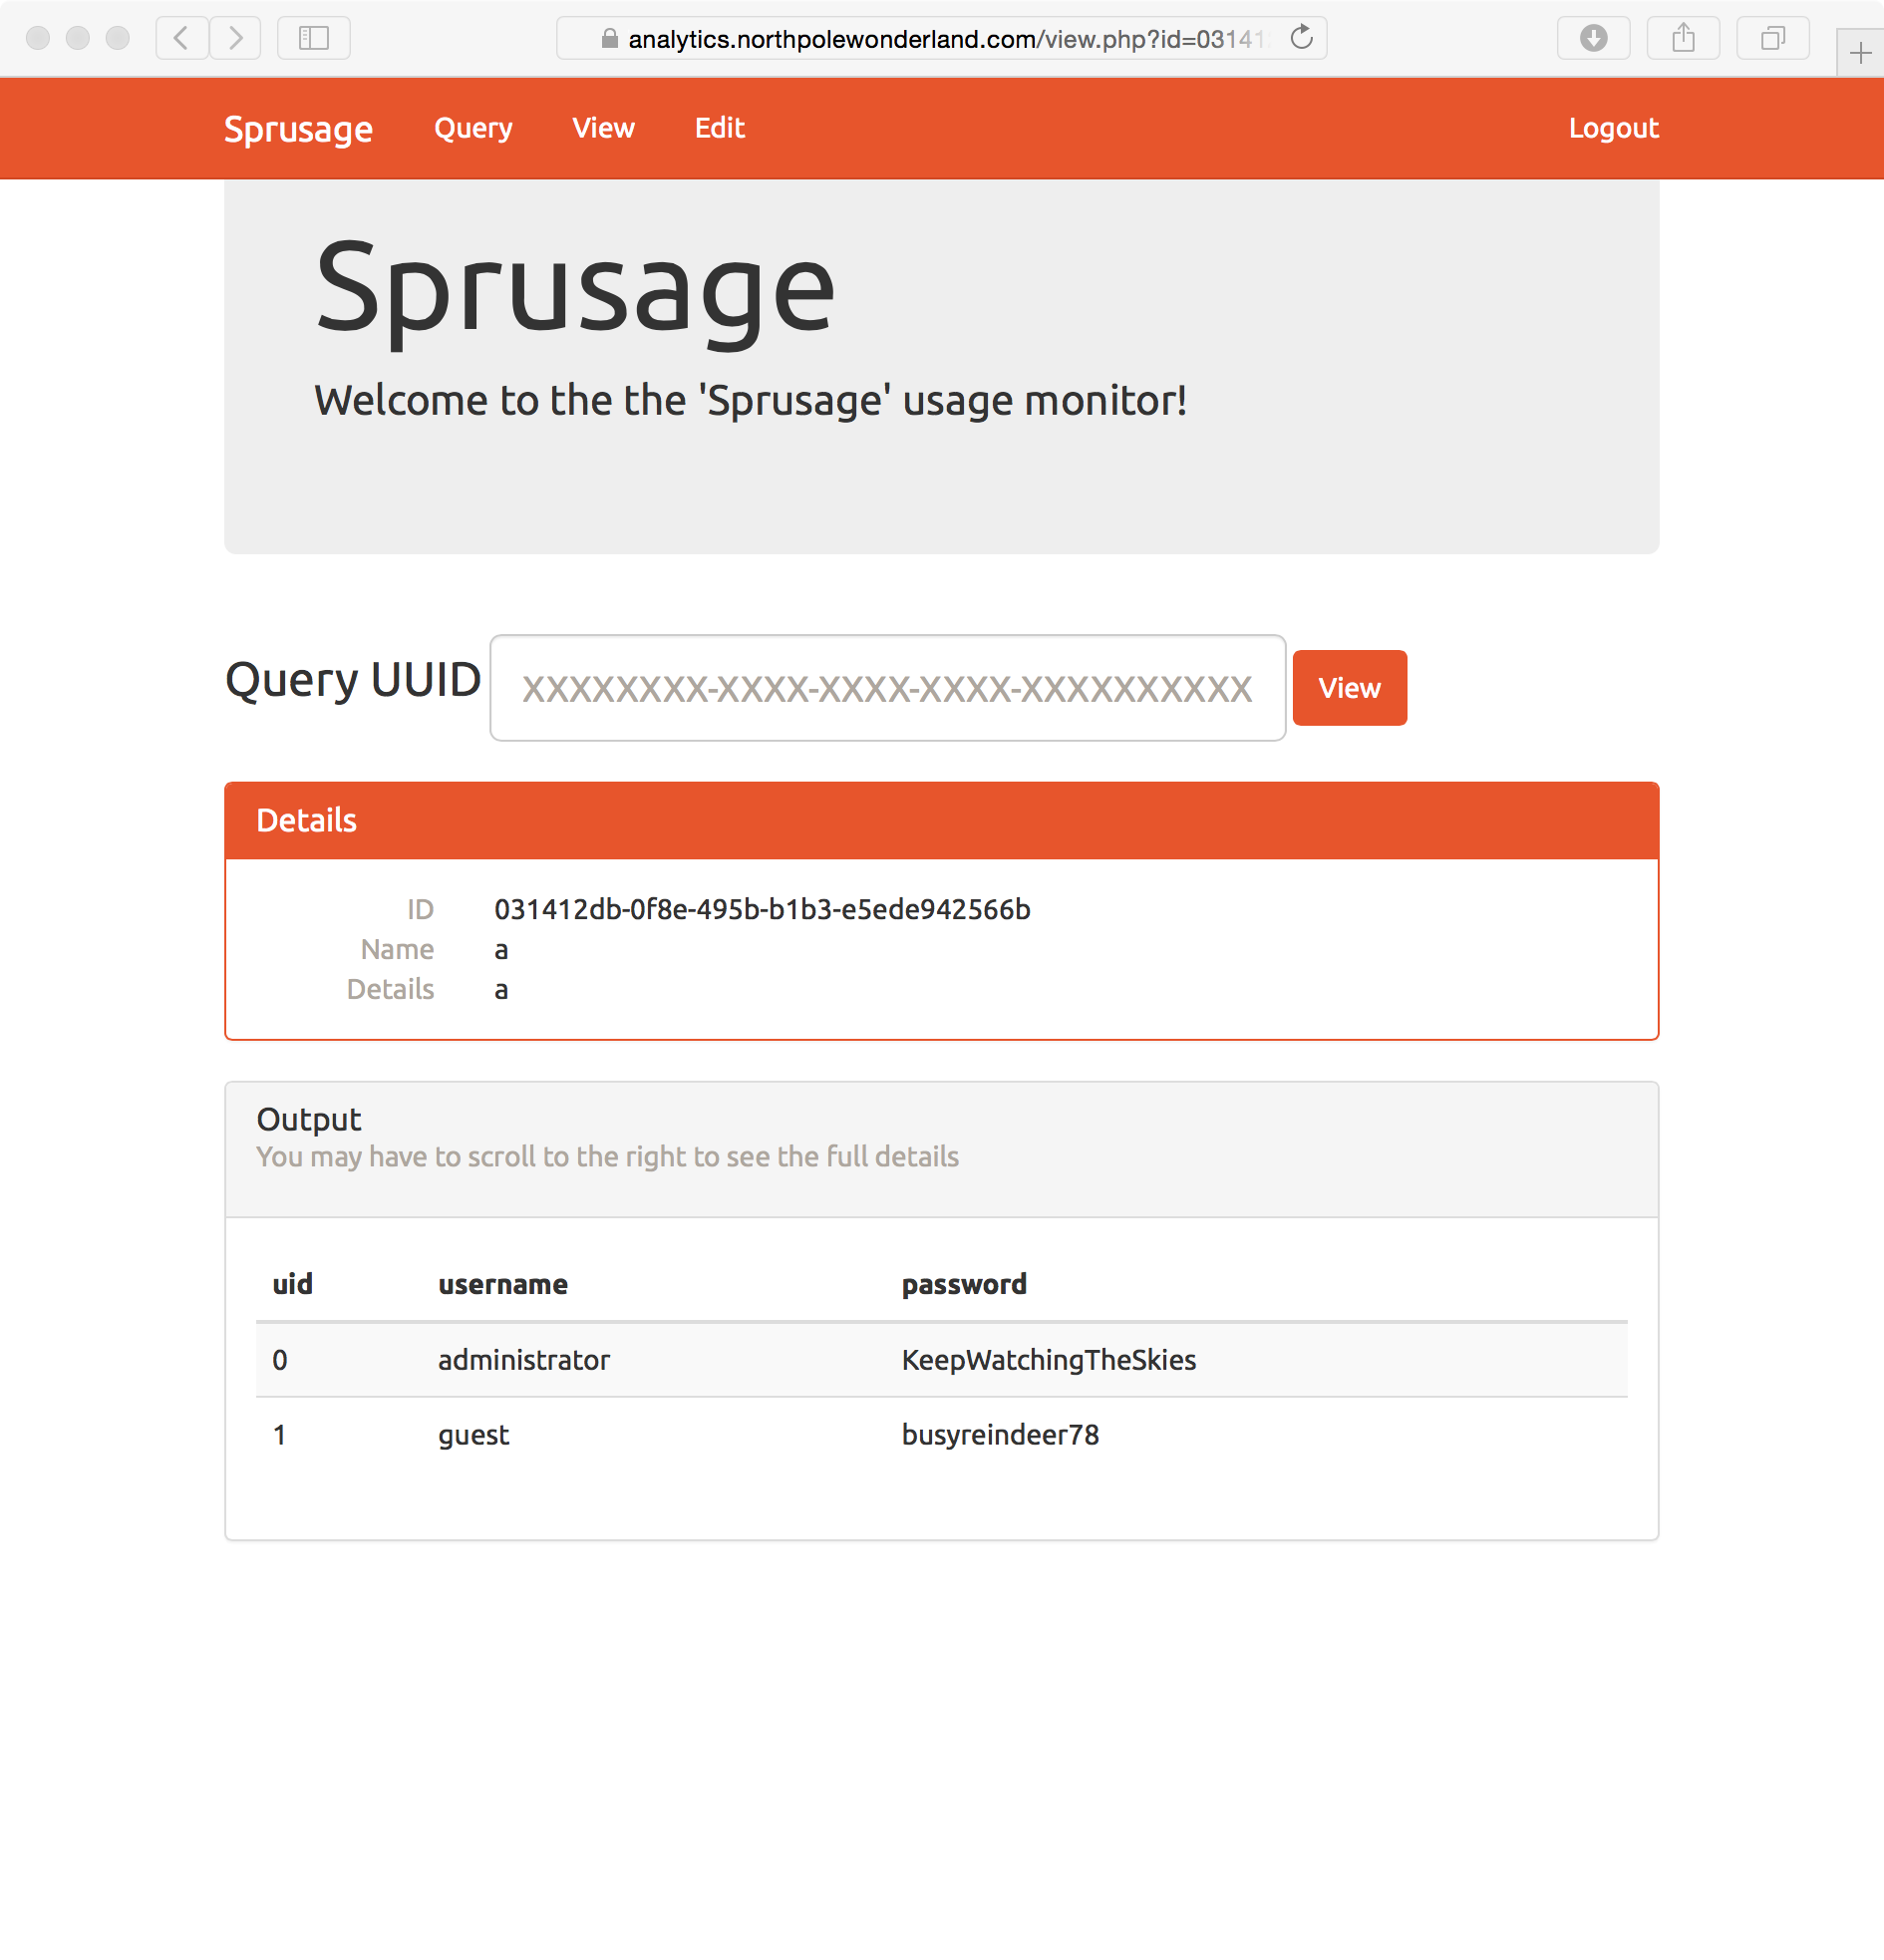 analytics.northpolewonderland.com/view.php?id=03141
Sprusage Query View Edit Logout
Sprusage
Welcome to the the 'Sprusage' usage monitor!
Query UUID XXXXXXXX-XXXX-XXXX-XXXX-XXXXXXXXXX View
Details
ID 031412db-0f8e-495b-b1b3-e5ede942566b
Name a
Details a
Output
You may have to scroll to the right to see the full details
uid username password
0 administrator KeepWatchingTheSkies
1 guest busyreindeer78